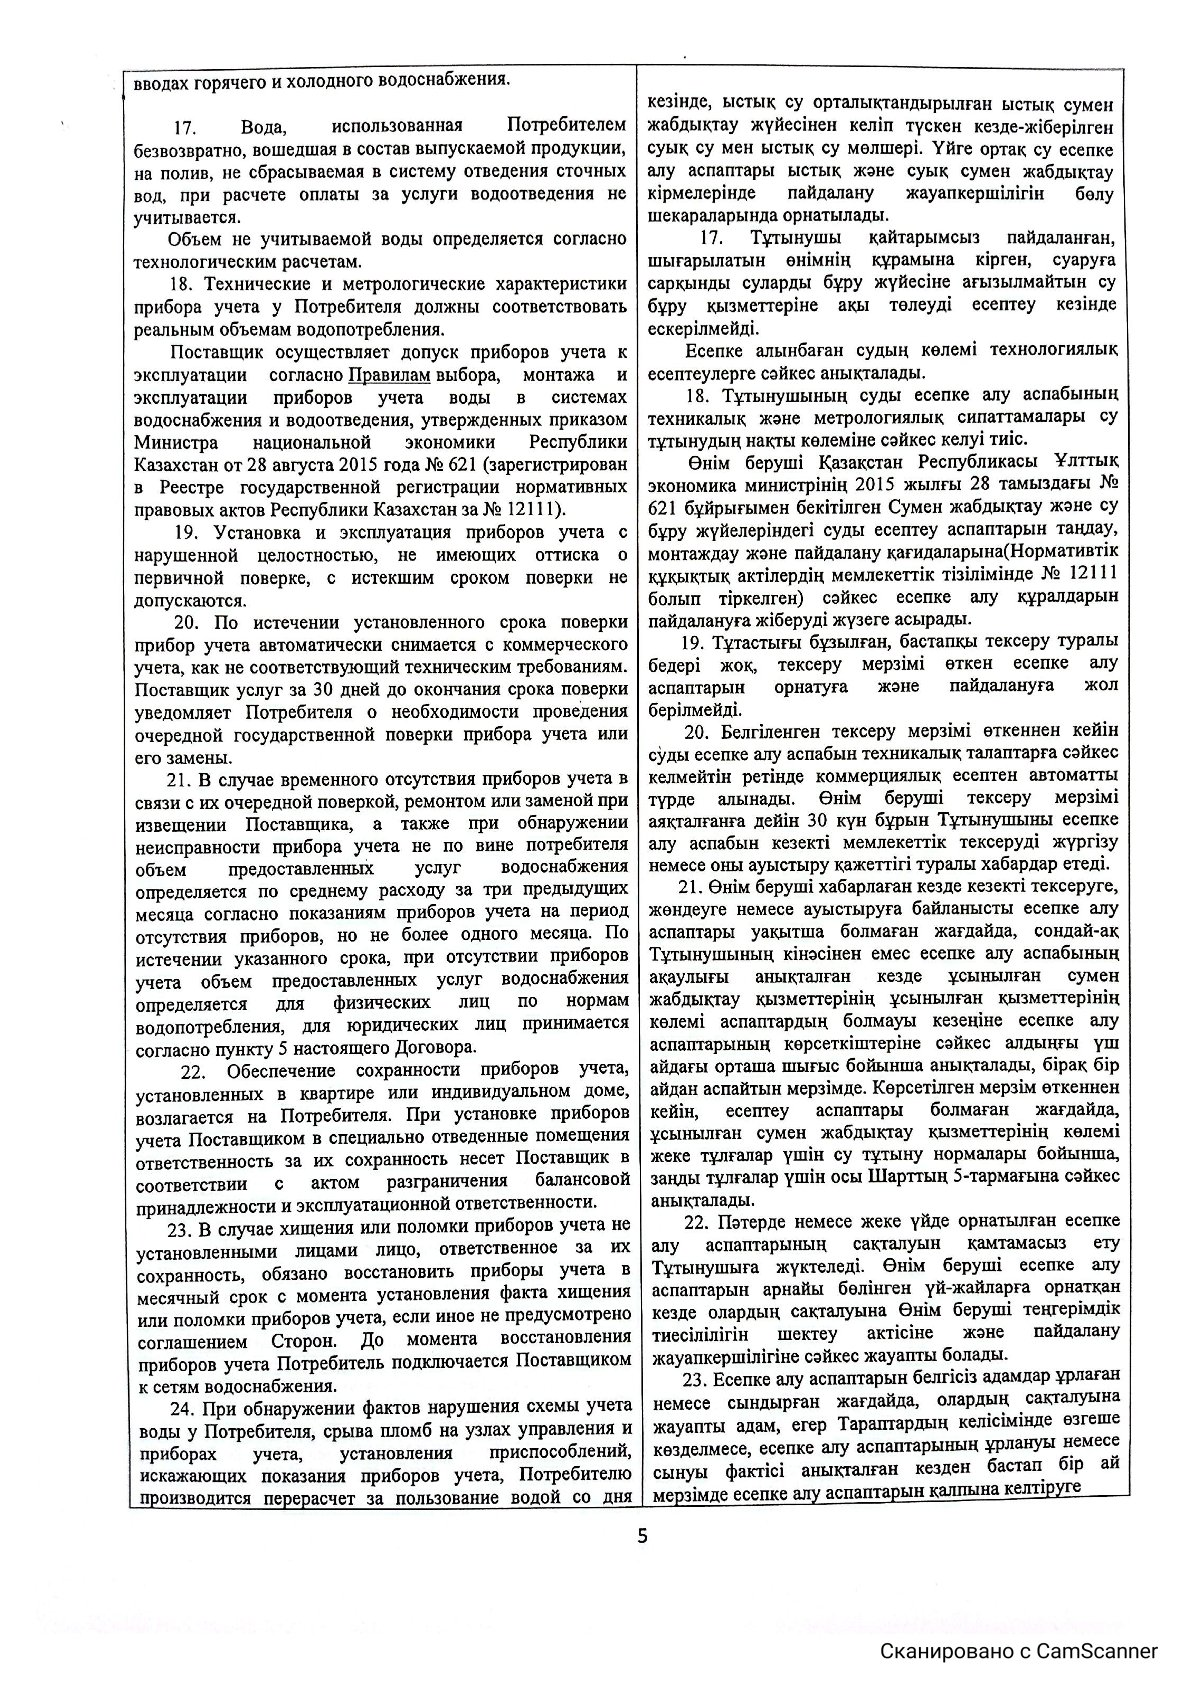 вводах горячего и холодного водоснабжения.
17. Вода, использованная Потребителем
безвозвратно, вошедшая в состав выпускаемой продукции,
на полив, не сбрасываемая в систему отведения сточных
вод, при расчете оплаты за услуги водоотведения не
учитывается.
Объем не учитываемой воды определяется согласно
технологическим расчетам.
18. Технические и метрологические характеристики
прибора учета у Потребителя должны соответствовать
реальным объемам водопотребления.
Поставщик осуществляет допуск приборов учета к
эксплуатации согласно Правилам выбора, монтажа и
эксплуатации приборов учета воды в системах
водоснабжения и водоотведения, утвержденных приказом
Министра национальной экономики Республики
Казахстан от 28 августа 2015 года № 621 (зарегистрирован
в Реестре государственной регистрации нормативных
правовых актов Республики Казахстан за № 12111).
19. Установка и эксплуатация приборов учета с
нарушенной целостностью, не имеющих оттиска о
первичной поверке, с истекшим сроком поверки не
допускаются.
20. По истечении установленного срока поверки
прибор учета автоматически снимается с коммерческого
учета, как не соответствующий техническим требованиям.
Поставщик услуг за 30 дней до окончания срока поверки
уведомляет Потребителя о необходимости проведения
очередной государственной поверки прибора учета или
его замены.
21. В случае временного отсутствия приборов учета в
связи с их очередной поверкой, ремонтом или заменой при
извещении Поставщика, а также при обнаружении
неисправности прибора учета не по вине потребителя
объем предоставленных услуг водоснабжения
определяется по среднему расходу за три предыдущих
месяца согласно показаниям приборов учета на период
отсутствия приборов, но не более одного месяца. По
истечении указанного срока, при отсутствии приборов
учета объем предоставленных услуг водоснабжения
определяется для физических лиц по нормам
водопотребления, для юридических лиц принимается
согласно пункту 5 настоящего Договора.
22. Обеспечение сохранности приборов учета,
установленных в квартире или индивидуальном доме,
возлагается на Потребителя. При установке приборов
учета Поставщиком в специально отведенные помещения
ответственность за их сохранность несет Поставщик в
соответствии с актом разграничения балансовой
принадлежности и эксплуатационной ответственности.
23. В случае хищения или поломки приборов учета не
установленными лицами лицо, ответственное за их
сохранность, обязано восстановить приборы учета в
месячный срок с момента установления факта хищения
или поломки приборов учета, если иное не предусмотрено
соглашением Сторон. До момента восстановления
приборов учета Потребитель подключается Поставщиком
к сетям водоснабжения.
24. При обнаружении фактов нарушения схемы учета
воды у Потребителя, срыва пломб на узлах управления и
приборах учета, установления приспособлений,
искажающих показания приборов учета, Потребителю
производится перерасчет за пользование водой со дня
кезінде, ыстық су орталықтандырылған ыстық сумен
жабдықтау жүйесінен келіп түскен кезде-жіберілген
суық су мен ыстық су мөлшері. Үйге ортақ су есепке
алу аспаптары ыстық және суық сумен жабдықтау
кірмелерінде пайдалану жауапкершілігін бөлу
шекараларында орнатылады.
17. Тұтынушы қайтарымсыз пайдаланған,
шығарылатын өнімнің құрамына кірген, суаруға
сарқынды суларды бұру жүйесіне ағызылмайтын су
бұру қызметтеріне ақы төлеуді есептеу кезінде
ескерілмейді.
Есепке алынбаған судың көлемі технологиялық
есептеулерге сәйкес анықталады.
18. Тұтынушының суды есепке алу аспабының
техникалық және метрологиялық сипаттамалары су
тұтынудың нақты көлеміне сәйкес келуі тиіс.
Өнім беруші Қазақстан Республикасы Ұлттық
экономика министрінің 2015 жылғы 28 тамыздағы №
621 бұйрығымен бекітілген Сумен жабдықтау және су
бұру жүйелеріндегі суды есептеу аспаптарын таңдау,
монтаждау және пайдалану қағидаларына(Нормативтік
құқықтық актілердің мемлекеттік тізілімінде № 12111
болып тіркелген) сәйкес есепке алу құралдарын
пайдалануға жіберуді жүзеге асырады.
19. Тұтастығы бұзылған, бастапқы тексеру туралы
бедері жоқ, тексеру мерзімі өткен есепке алу
аспаптарын орнатуға және пайдалануға жол
берілмейді.
20. Белгіленген тексеру мерзімі өткеннен кейін
суды есепке алу аспабын техникалық талаптарға сәйкес
келмейтін ретінде коммерциялық есептен автоматты
түрде алынады. Өнім беруші тексеру мерзімі
аяқталғанға дейін 30 күн бұрын Тұтынушыны есепке
алу аспабын кезекті мемлекеттік тексеруді жүргізу
немесе оны ауыстыру қажеттігі туралы хабардар етеді.
21. Өнім беруші хабарлаған кезде кезекті тексеруге,
жөндеуге немесе ауыстыруға байланысты есепке алу
аспаптары уақытша болмаған жағдайда, сондай-ақ
Тұтынушының кінәсінен емес есепке алу аспабының
ақаулығы анықталған кезде ұсынылған сумен
жабдықтау қызметтерінің ұсынылған қызметтерінің
көлемі аспаптардың болмауы кезеңіне есепке алу
аспаптарының көрсеткіштеріне сәйкес алдыңғы үш
айдағы орташа шығыс бойынша анықталады, бірақ бір
айдан аспайтын мерзімде. Көрсетілген мерзім өткеннен
кейін, есептеу аспаптары болмаған жағдайда,
ұсынылған сумен жабдықтау қызметтерінің көлемі
жеке тұлғалар үшін су тұтыну нормалары бойынша,
заңды тұлғалар үшін осы Шарттың 5-тармағына сәйкес
анықталады.
22. Пәтерде немесе жеке үйде орнатылған есепке
алу аспаптарының сақталуын қамтамасыз ету
Тұтынушыға жүктеледі. Өнім беруші есепке алу
аспаптарын арнайы бөлінген үй-жайларға орнатқан
кезде олардың сақталуына Өнім беруші теңгерімдік
тиесілілігін шектеу актісіне және пайдалану
жауапкершілігіне сәйкес жауапты болады.
23. Есепке алу аспаптарын белгісіз адамдар ұрлаған
немесе сындырған жағдайда, олардың сақталуына
жауапты адам, егер Тараптардың келісімінде өзгеше
көзделмесе, есепке алу аспаптарының ұрлануы немесе
сынуы фактісі анықталған кезден бастап бір ай
мерзімде есепке алу аспаптарын қалпына келтіруге
5
Сканировано с CamScanner